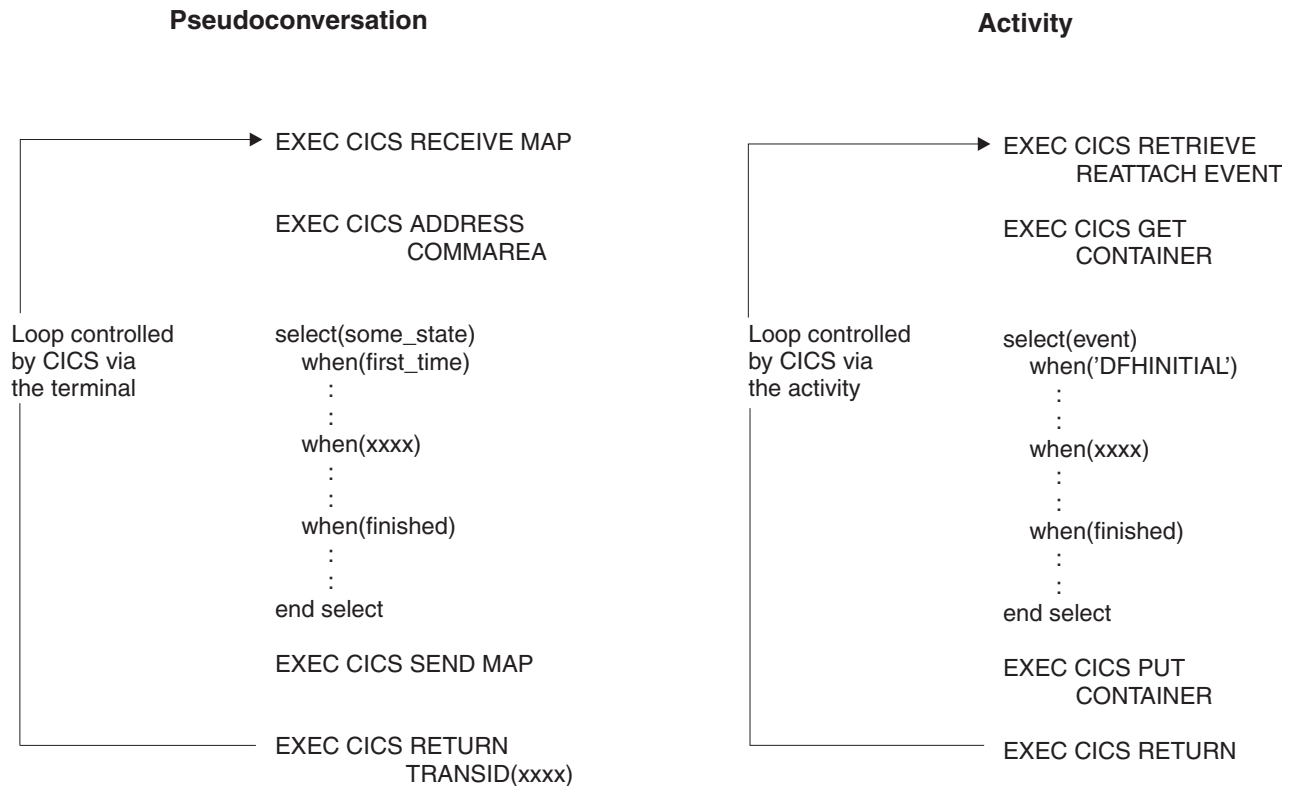 Pseudoconversation
EXEC CICS RECEIVE MAP
EXEC CICS ADDRESS
COMMAREA
Loop controlled
by CICS via
the terminal
select(some_state)
when(first_time)
:
:
when(xxxx)
:
:
when(finished)
:
:
end select
EXEC CICS SEND MAP
EXEC CICS RETURN
TRANSID(xxxx)
Activity
EXEC CICS RETRIEVE
REATTACH EVENT
EXEC CICS GET
CONTAINER
Loop controlled
by CICS via
the activity
select(event)
when('DFHINITIAL')
:
:
when(xxxx)
:
:
when(finished)
:
:
end select
EXEC CICS PUT
CONTAINER
EXEC CICS RETURN